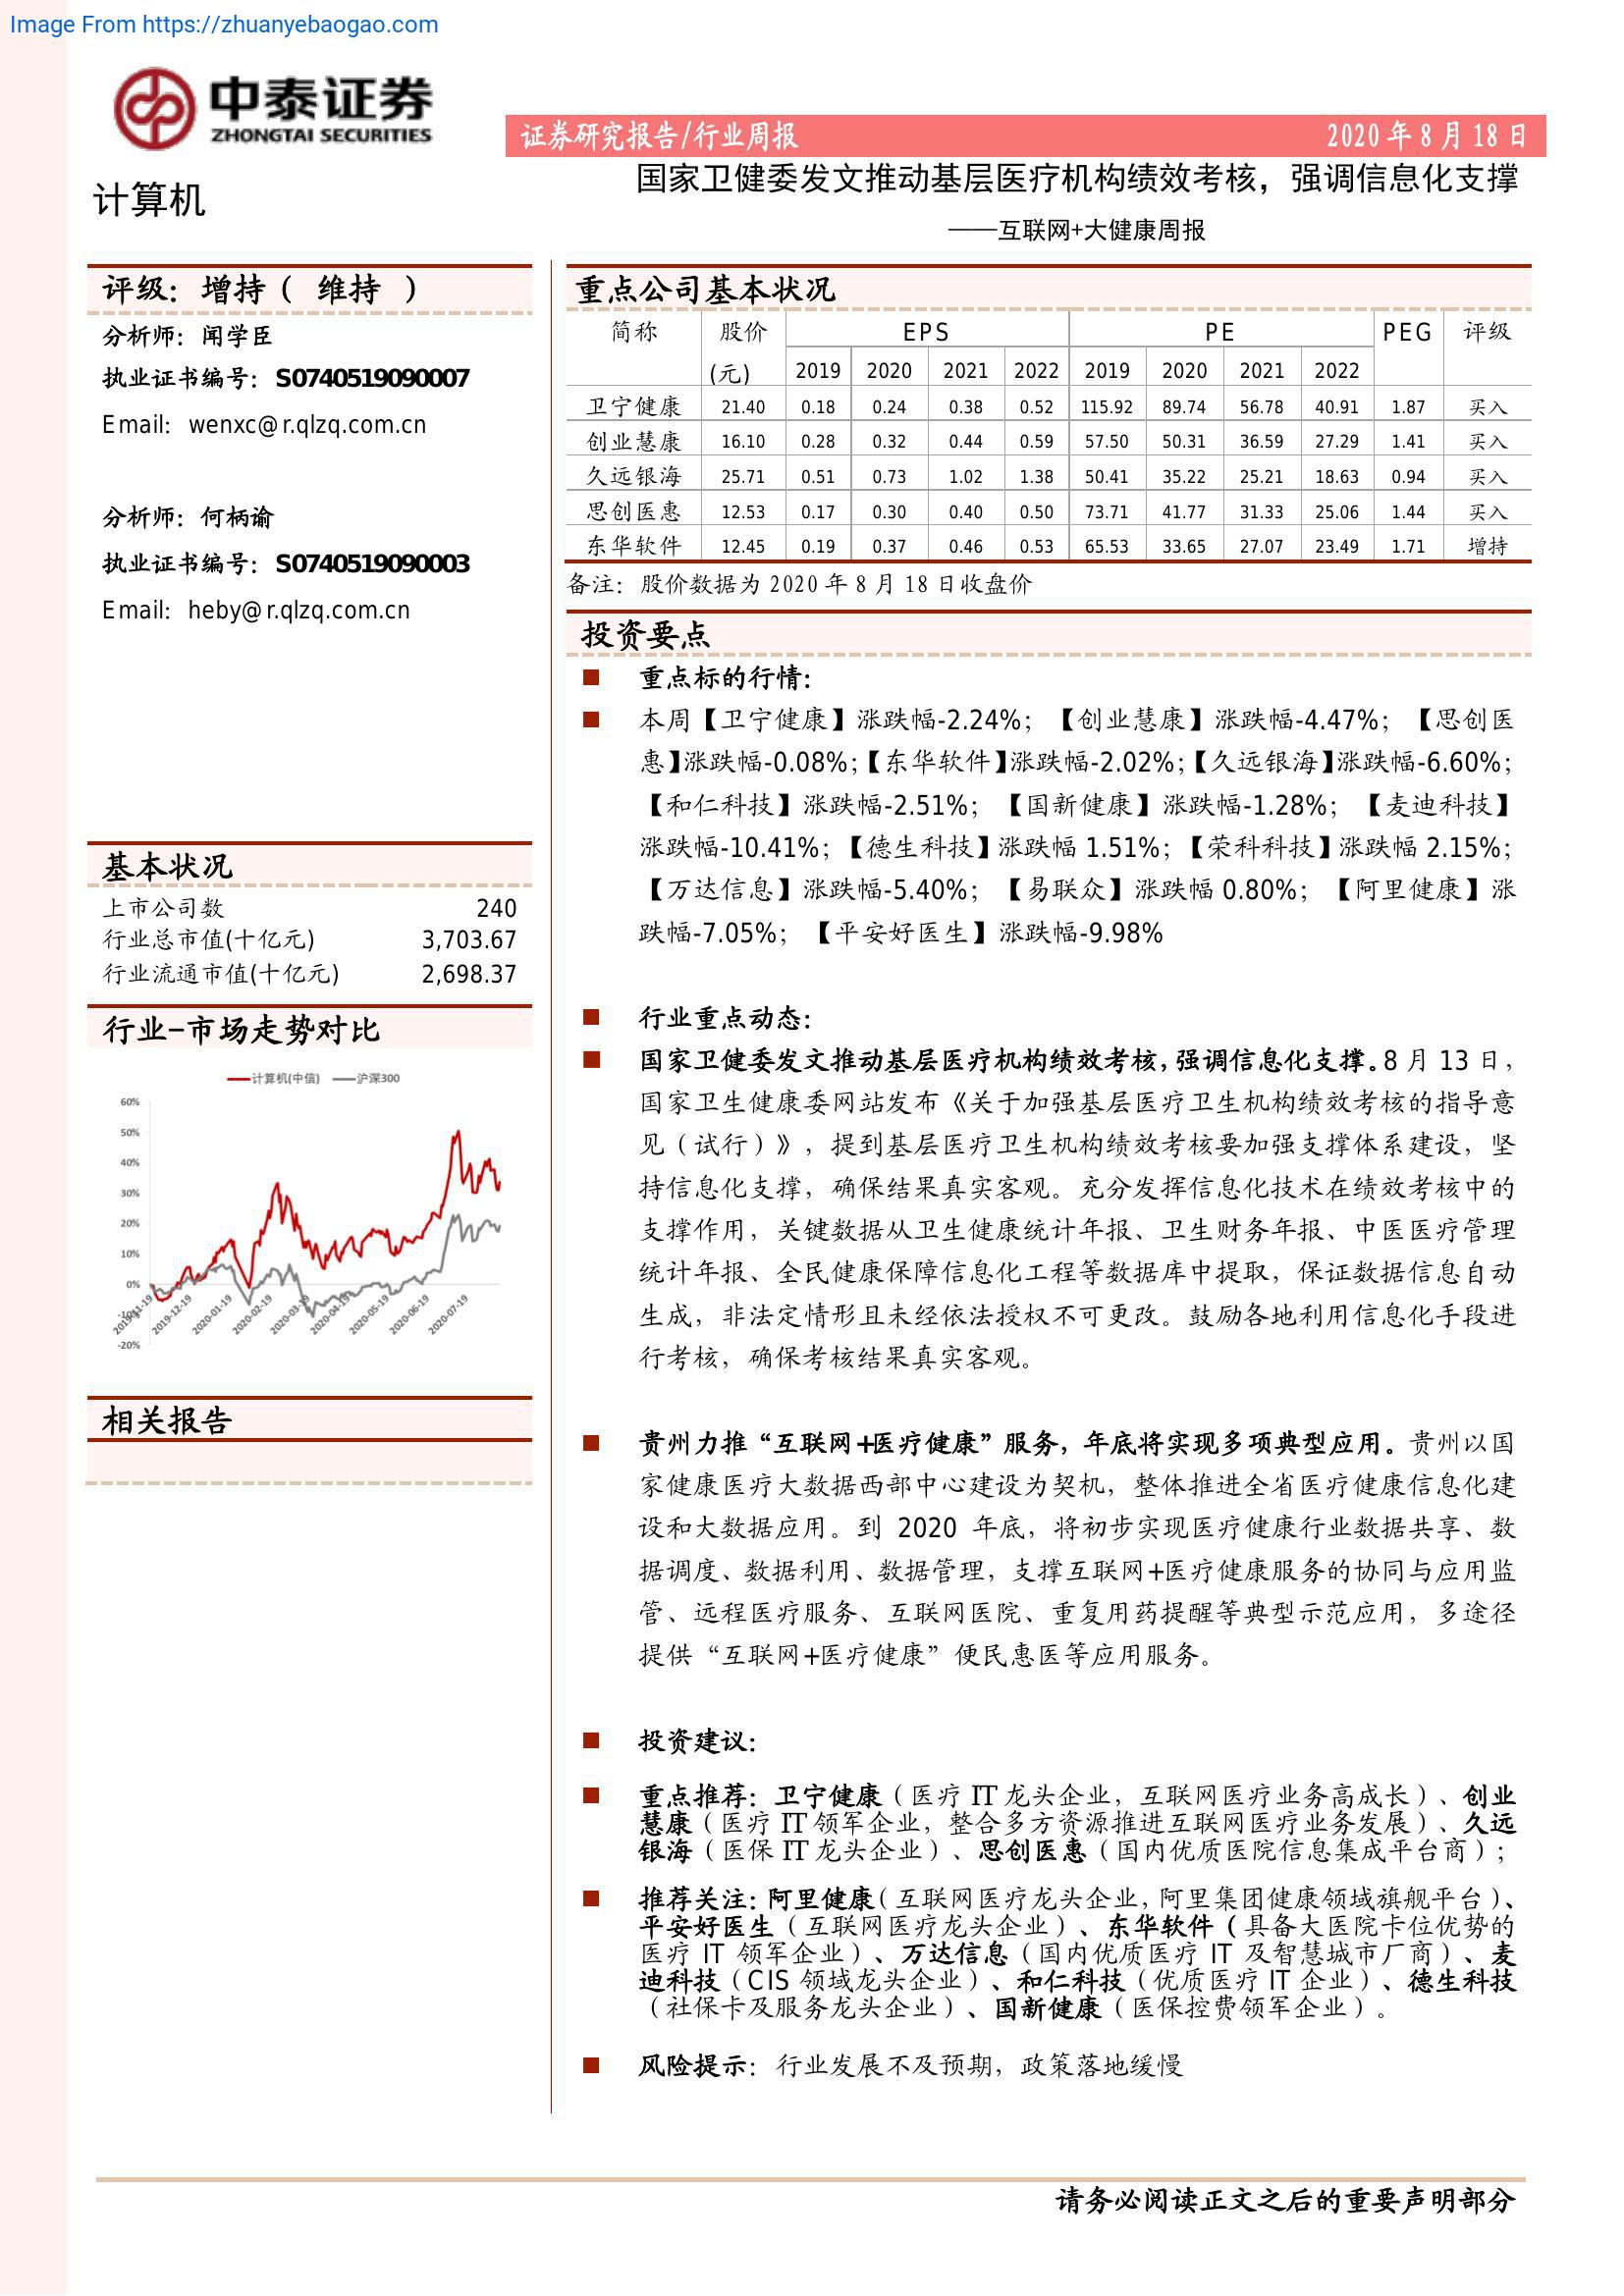 Image From https://zhuanyebaogao.com
中泰证券
ZHONGTAI SECURITIES
证券研究报告/行业周报 2020 年 8 月 18 日
计算机
国家卫健委发文推动基层医疗机构绩效考核，强调信息化支撑
——互联网+大健康周报
评级：增持（ 维持 ）
分析师：闻学臣
执业证书编号：S0740519090007
Email：wenxc@r.qlzq.com.cn
分析师：何柄谕
执业证书编号：S0740519090003
Email：heby@r.qlzq.com.cn
基本状况
上市公司数 240
行业总市值(十亿元) 3,703.67
行业流通市值(十亿元) 2,698.37
行业-市场走势对比
计算机(中信) 沪深300
60%
50%
40%
30%
20%
10%
0%
-10%
-20%
2019-11-19 2019-12-19 2020-01-19 2020-02-19 2020-03-19 2020-04-19 2020-05-19 2020-06-19 2020-07-19
相关报告
重点公司基本状况
简称 股价 EPS PE PEG 评级
(元) 2019 2020 2021 2022 2019 2020 2021 2022
卫宁健康 21.40 0.18 0.24 0.38 0.52 115.92 89.74 56.78 40.91 1.87 买入
创业慧康 16.10 0.28 0.32 0.44 0.59 57.50 50.31 36.59 27.29 1.41 买入
久远银海 25.71 0.51 0.73 1.02 1.38 50.41 35.22 25.21 18.63 0.94 买入
思创医惠 12.53 0.17 0.30 0.40 0.50 73.71 41.77 31.33 25.06 1.44 买入
东华软件 12.45 0.19 0.37 0.46 0.53 65.53 33.65 27.07 23.49 1.71 增持
备注：股价数据为 2020 年 8 月 18 日收盘价
投资要点
重点标的行情：
本周【卫宁健康】涨跌幅-2.24%；【创业慧康】涨跌幅-4.47%；【思创医
惠】涨跌幅-0.08%；【东华软件】涨跌幅-2.02%；【久远银海】涨跌幅-6.60%；
【和仁科技】涨跌幅-2.51%；【国新健康】涨跌幅-1.28%；【麦迪科技】
涨跌幅-10.41%；【德生科技】涨跌幅 1.51%；【荣科科技】涨跌幅 2.15%；
【万达信息】涨跌幅-5.40%；【易联众】涨跌幅 0.80%；【阿里健康】涨
跌幅-7.05%；【平安好医生】涨跌幅-9.98%
行业重点动态：
国家卫健委发文推动基层医疗机构绩效考核，强调信息化支撑。8 月 13 日，
国家卫生健康委网站发布《关于加强基层医疗卫生机构绩效考核的指导意
见（试行）》，提到基层医疗卫生机构绩效考核要加强支撑体系建设，坚
持信息化支撑，确保结果真实客观。充分发挥信息化技术在绩效考核中的
支撑作用，关键数据从卫生健康统计年报、卫生财务年报、中医医疗管理
统计年报、全民健康保障信息化工程等数据库中提取，保证数据信息自动
生成，非法定情形且未经依法授权不可更改。鼓励各地利用信息化手段进
行考核，确保考核结果真实客观。
贵州力推“互联网+医疗健康”服务，年底将实现多项典型应用。贵州以国
家健康医疗大数据西部中心建设为契机，整体推进全省医疗健康信息化建
设和大数据应用。到 2020 年底，将初步实现医疗健康行业数据共享、数
据调度、数据利用、数据管理，支撑互联网+医疗健康服务的协同与应用监
管、远程医疗服务、互联网医院、重复用药提醒等典型示范应用，多途径
提供“互联网+医疗健康”便民惠医等应用服务。
投资建议：
重点推荐：卫宁健康（医疗 IT 龙头企业，互联网医疗业务高成长）、创业
慧康（医疗 IT 领军企业，整合多方资源推进互联网医疗业务发展）、久远
银海（医保 IT 龙头企业）、思创医惠（国内优质医院信息集成平台商）；
推荐关注：阿里健康（互联网医疗龙头企业，阿里集团健康领域旗舰平台）、
平安好医生（互联网医疗龙头企业）、东华软件（具备大医院卡位优势的
医疗 IT 领军企业）、万达信息（国内优质医疗 IT 及智慧城市厂商）、麦
迪科技（CIS 领域龙头企业）、和仁科技（优质医疗 IT 企业）、德生科技
（社保卡及服务龙头企业）、国新健康（医保控费领军企业）。
风险提示：行业发展不及预期，政策落地缓慢
请务必阅读正文之后的重要声明部分